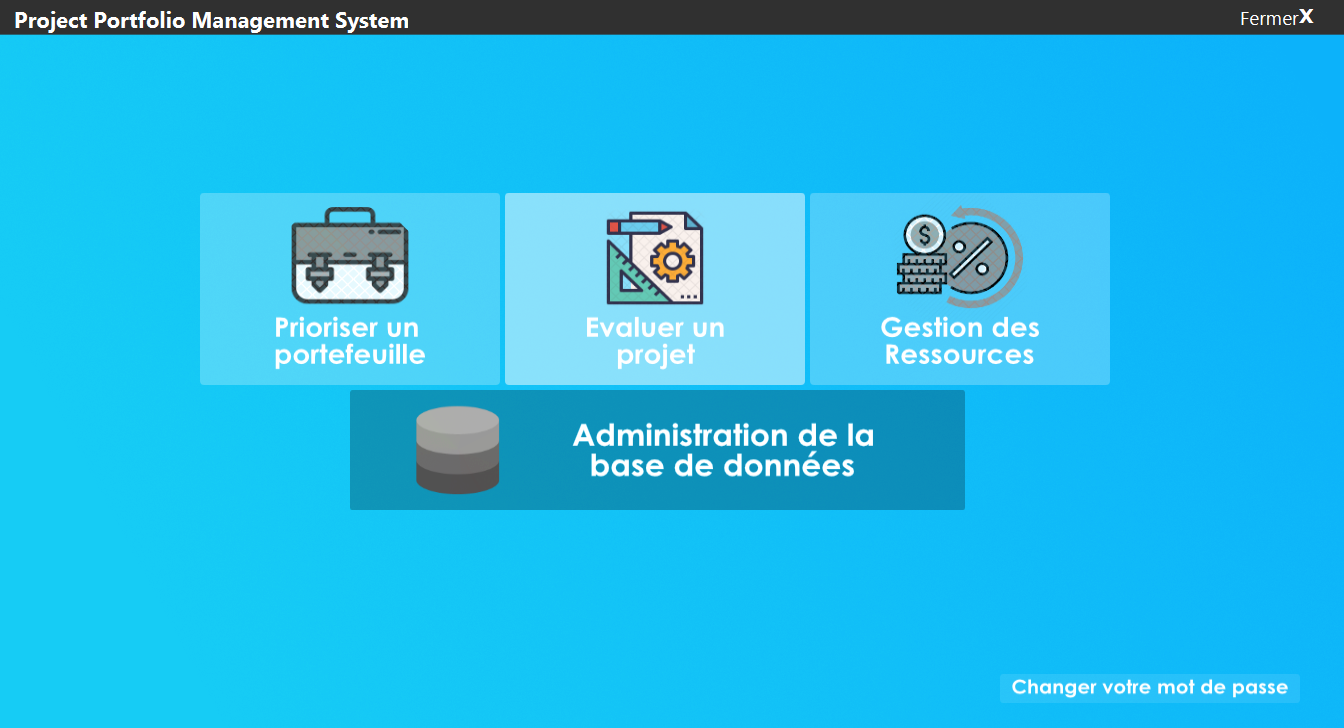 Project Portfolio Management System
Fermer X
Prioriser un
portefeuille
Evaluer un
projet
$
%
Gestion des
Ressources
Administration de la
base de données
Changer votre mot de passe